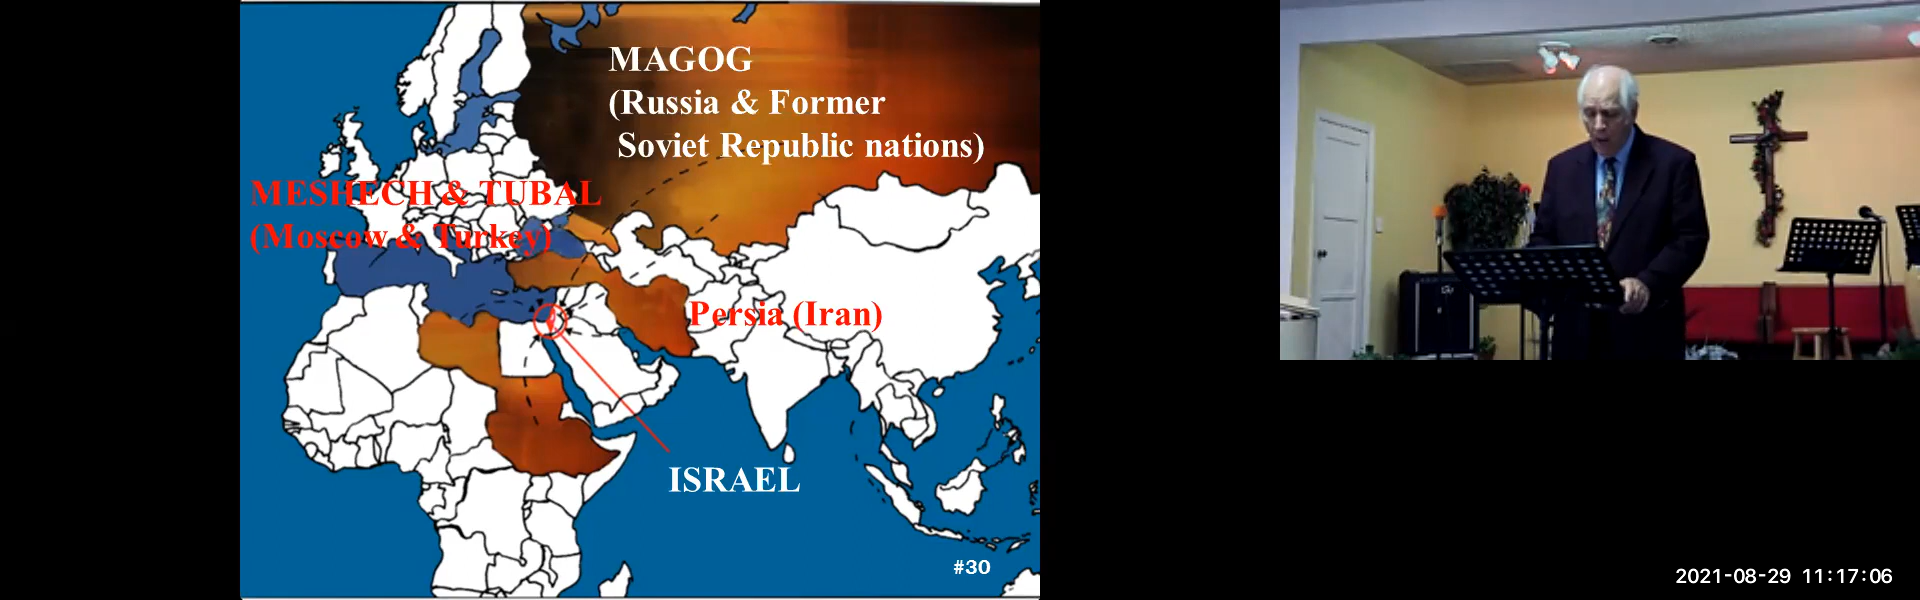 MAGOG
(Russia & Former
Soviet Republic nations)
MESHECH & TUBAL
(Moscow & Turkey)
Persia (Iran)
ISRAEL
#30
2021-08-29 11:17:06